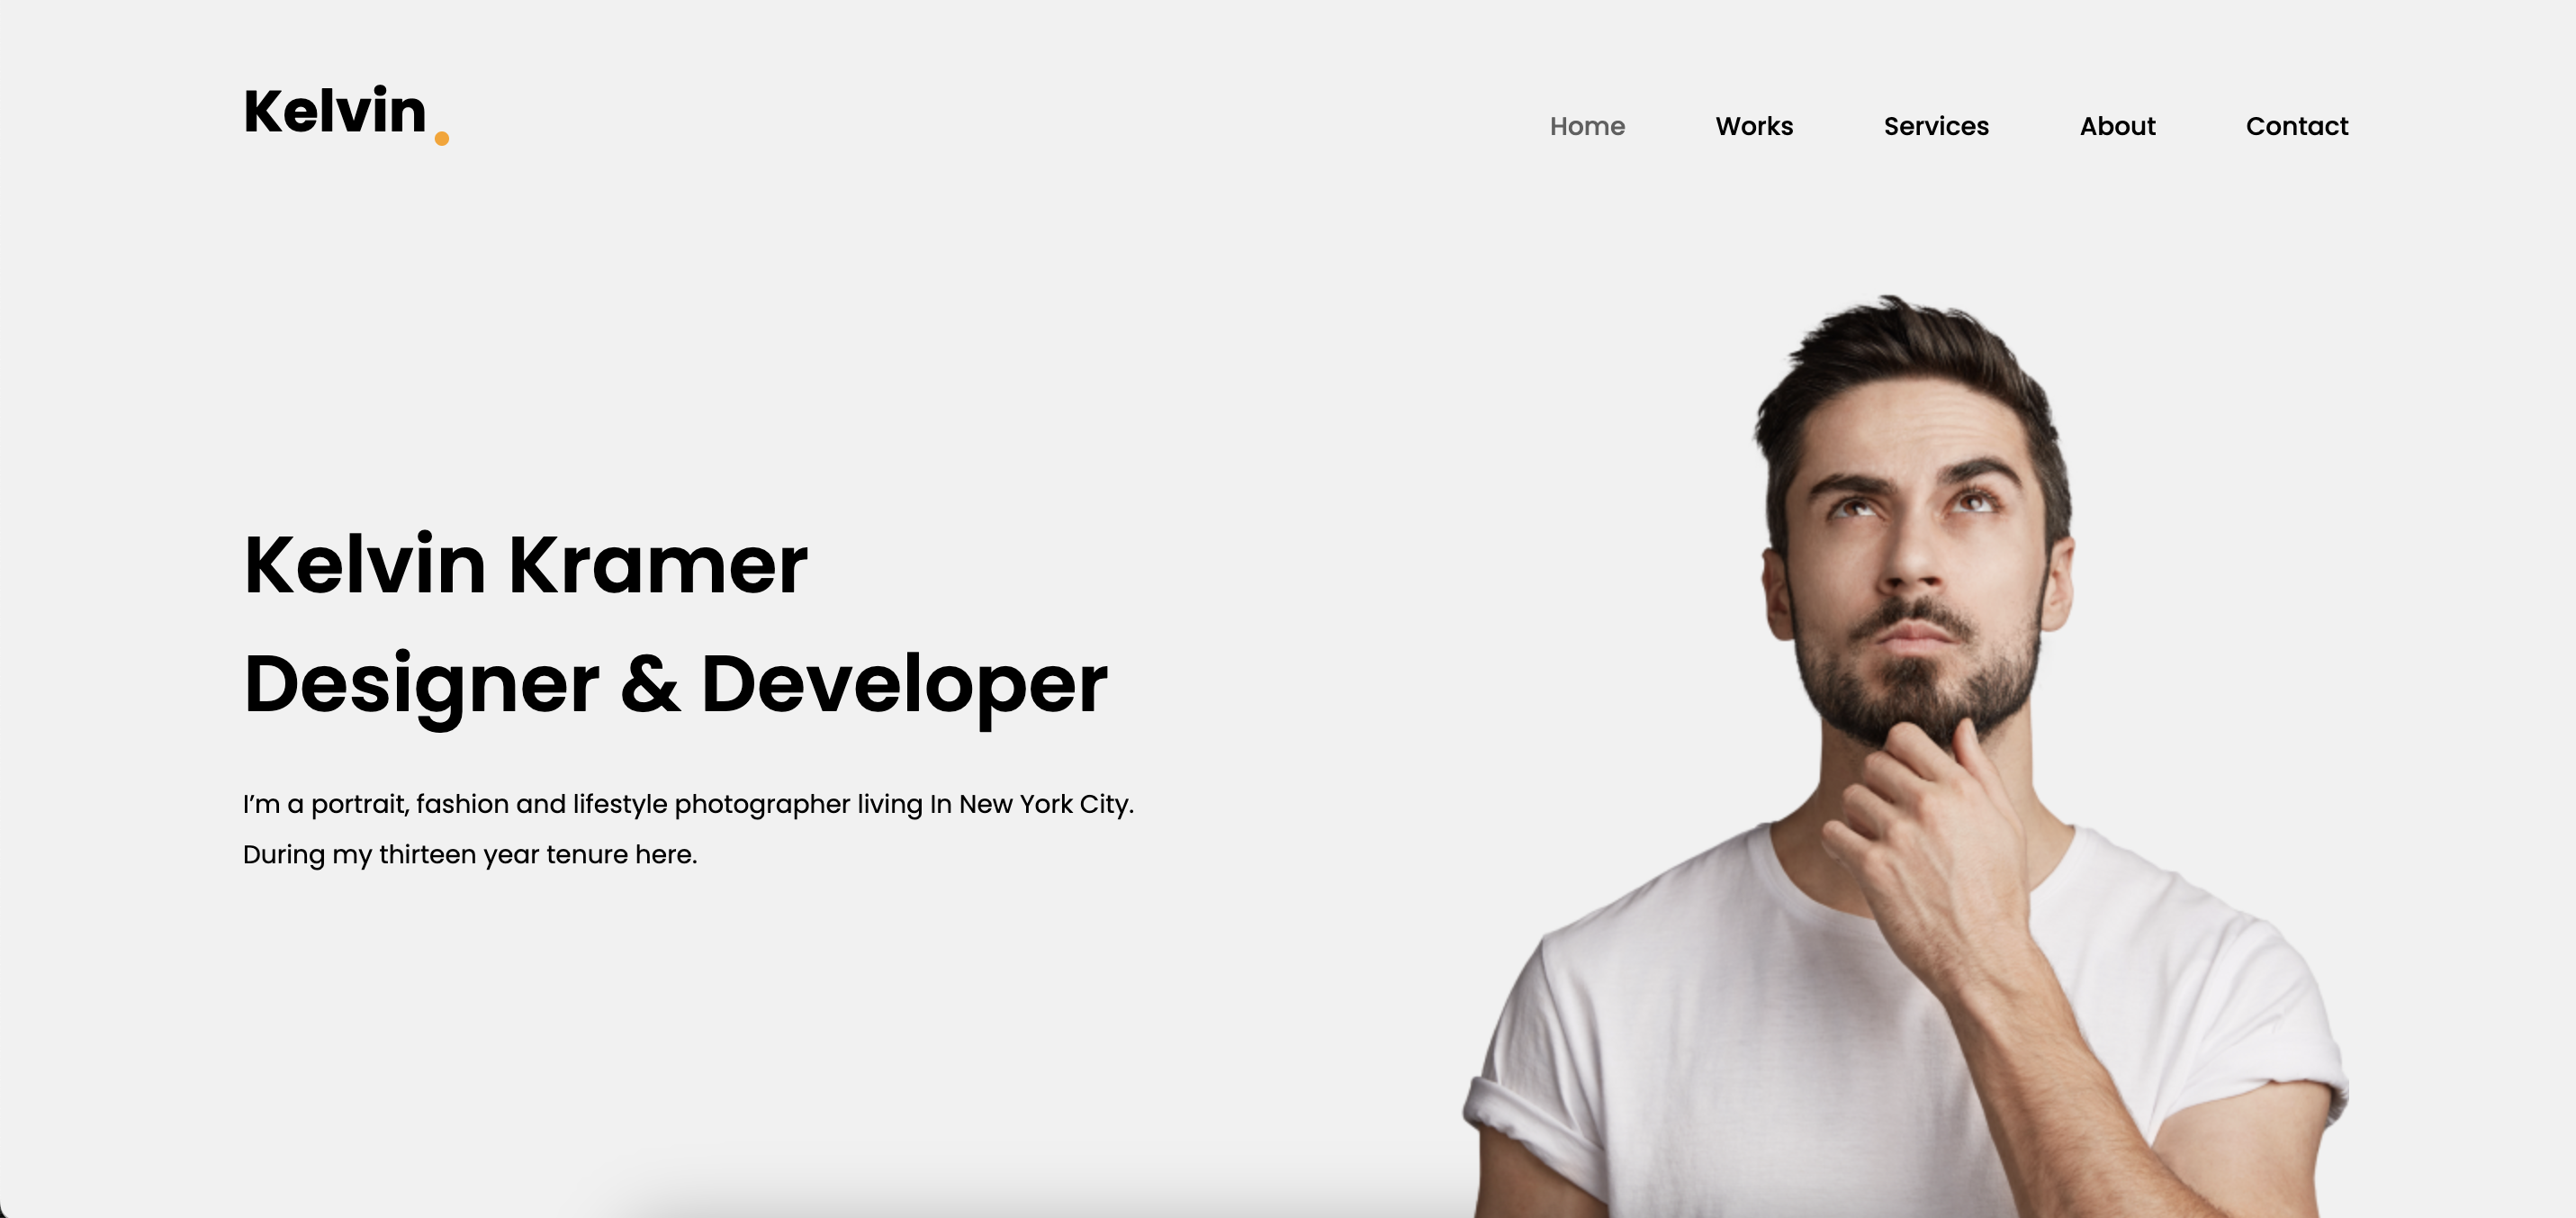 Kelvin.
Home Works Services About Contact
Kelvin Kramer
Designer & Developer
I’m a portrait, fashion and lifestyle photographer living In New York City.
During my thirteen year tenure here.